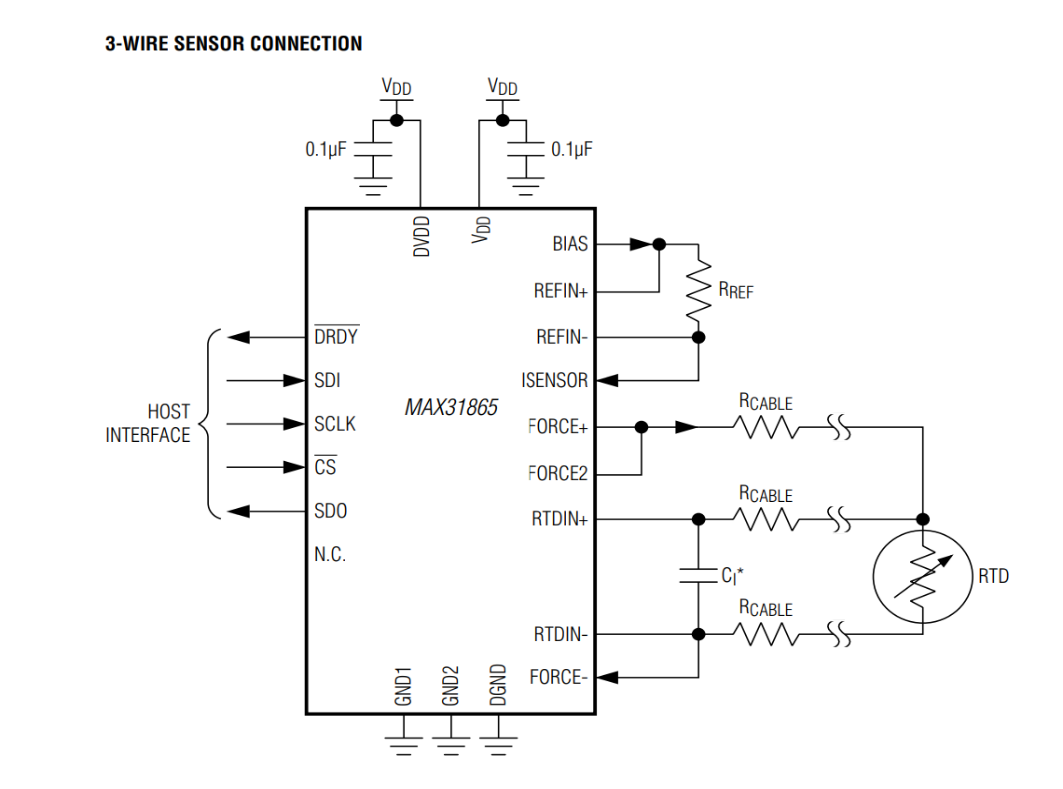 3-WIRE SENSOR CONNECTION
VDD
VDD
0.1µF
0.1µF
DVDD
VDD
BIAS
REFIN+
RREF
DRDY
REFIN-
SDI
ISENSOR
HOST
INTERFACE
MAX31865
RCABLE
SCLK
FORCE+
CS
FORCE2
RCABLE
SDO
RTDIN+
N.C.
CI*
RTD
RCABLE
RTDIN-
GND1
GND2
DGND
FORCE-